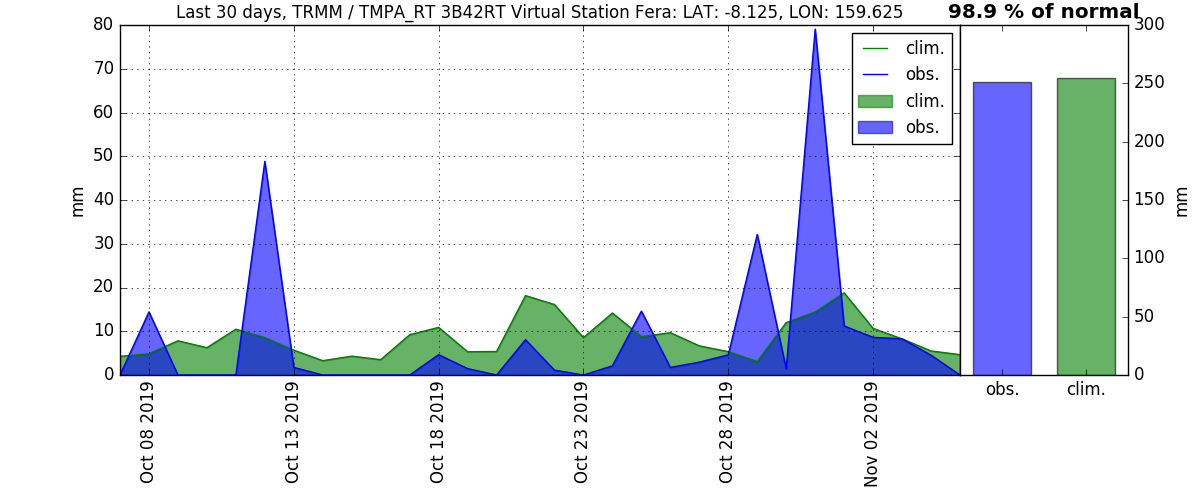 Last 30 days, TRMM / TMPA_RT 3B42RT Virtual Station Fera: LAT: -8.125, LON: 159.625
98.9 % of normal
80
70
60
50
40
30
20
10
0
mm
clim.
obs.
clim.
obs.
Oct 08 2019
Oct 13 2019
Oct 18 2019
Oct 23 2019
Oct 28 2019
Nov 02 2019
300
250
200
150
100
50
0
mm
obs.
clim.